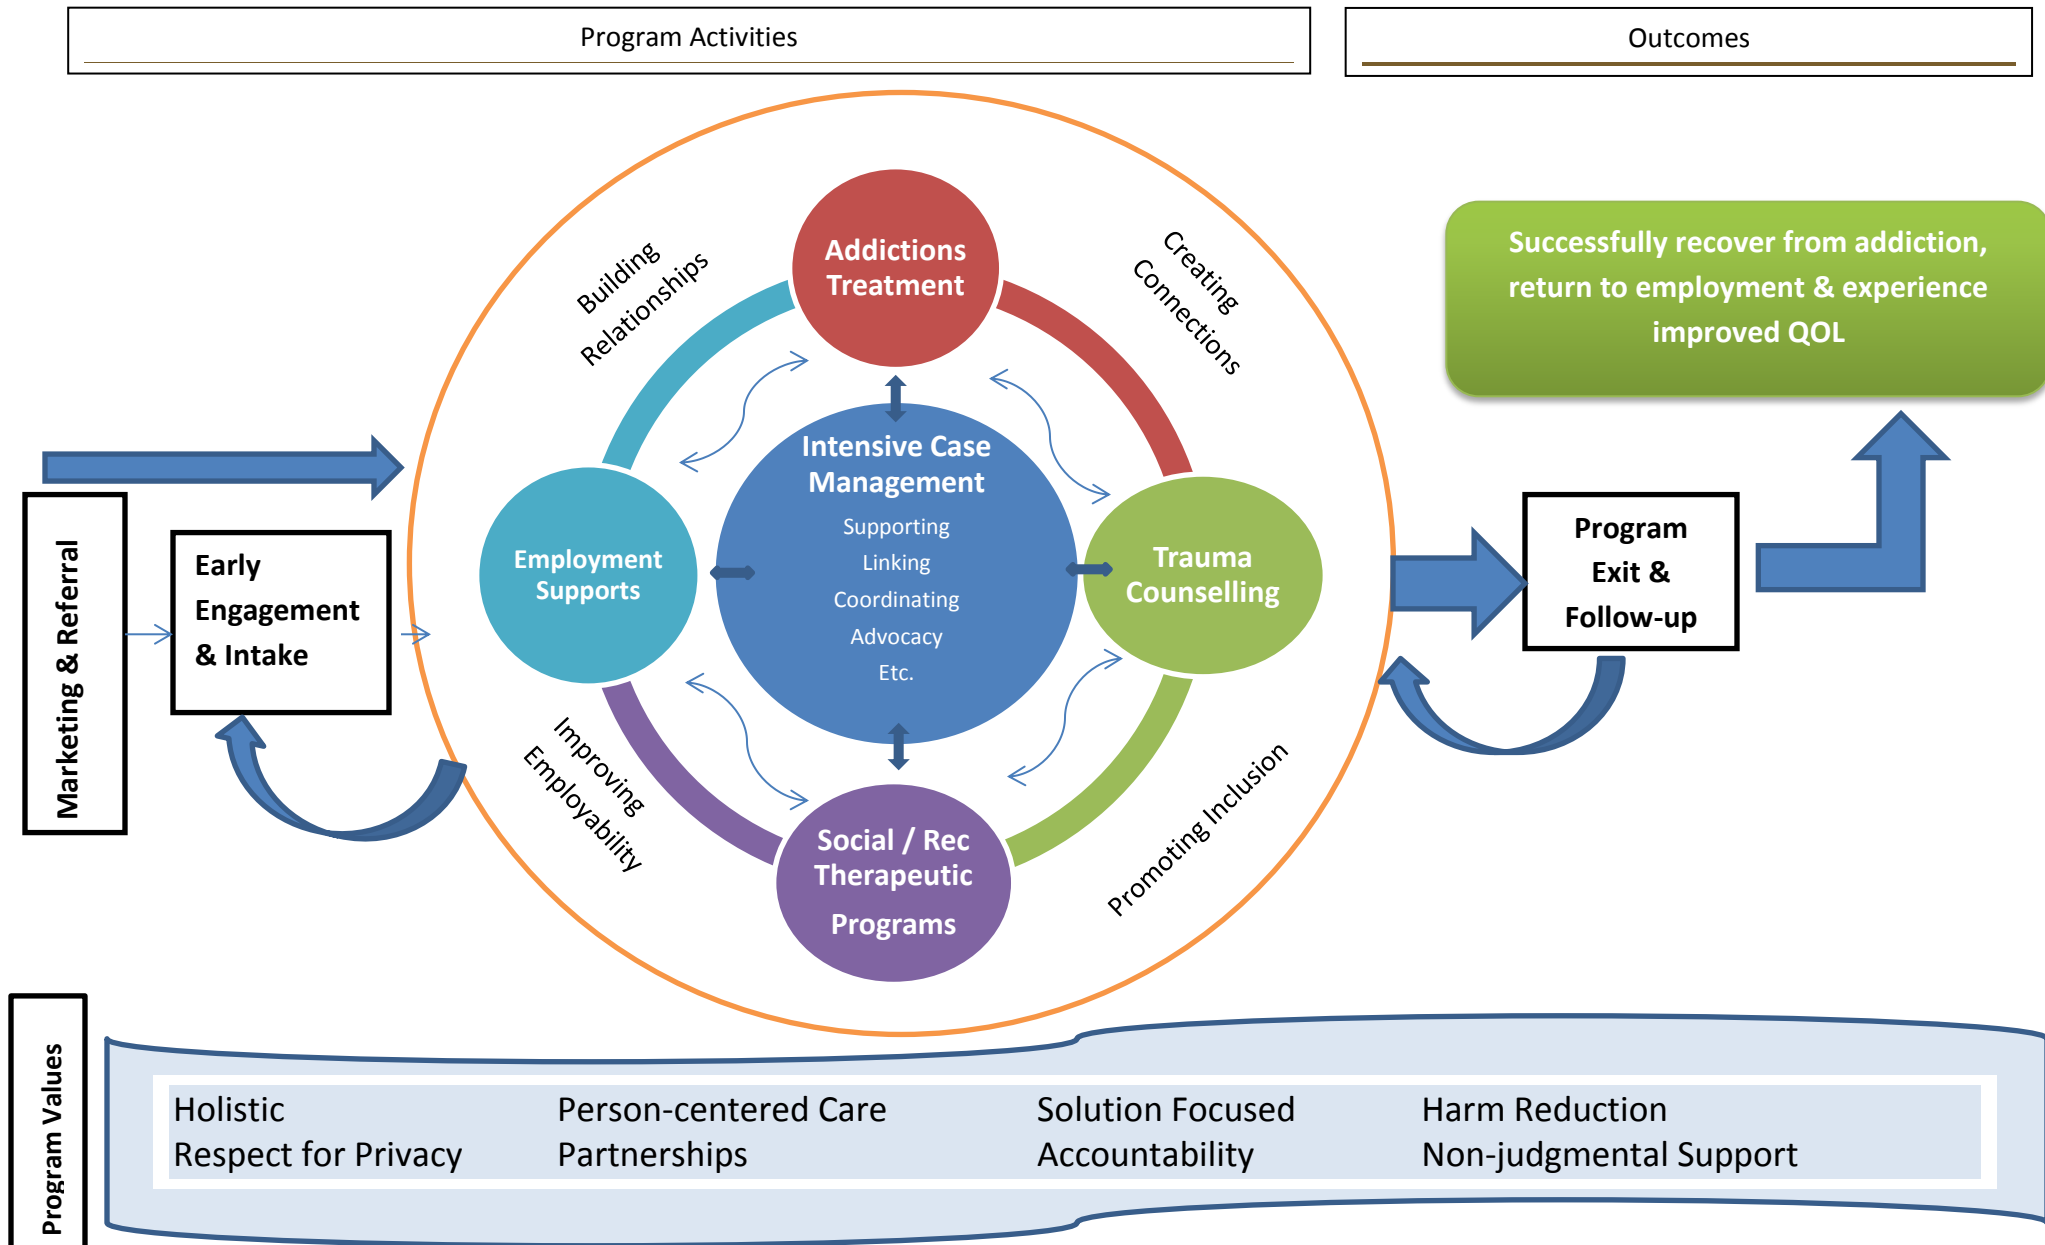 Program Activities
Outcomes
Building
Relationships
Addictions
Treatment
Creating
Connections
Successfully recover from addiction,
return to employment & experience
improved QOL
Marketing & Referral
Early
Engagement
& Intake
Employment
Supports
Intensive Case
Management
Supporting
Linking
Coordinating
Advocacy
Etc.
Trauma
Counselling
Program
Exit &
Follow-up
Improving
Employability
Social / Rec
Therapeutic
Programs
Promoting Inclusion
Program Values
Holistic
Person-centered Care
Solution Focused
Harm Reduction
Respect for Privacy
Partnerships
Accountability
Non-judgmental Support